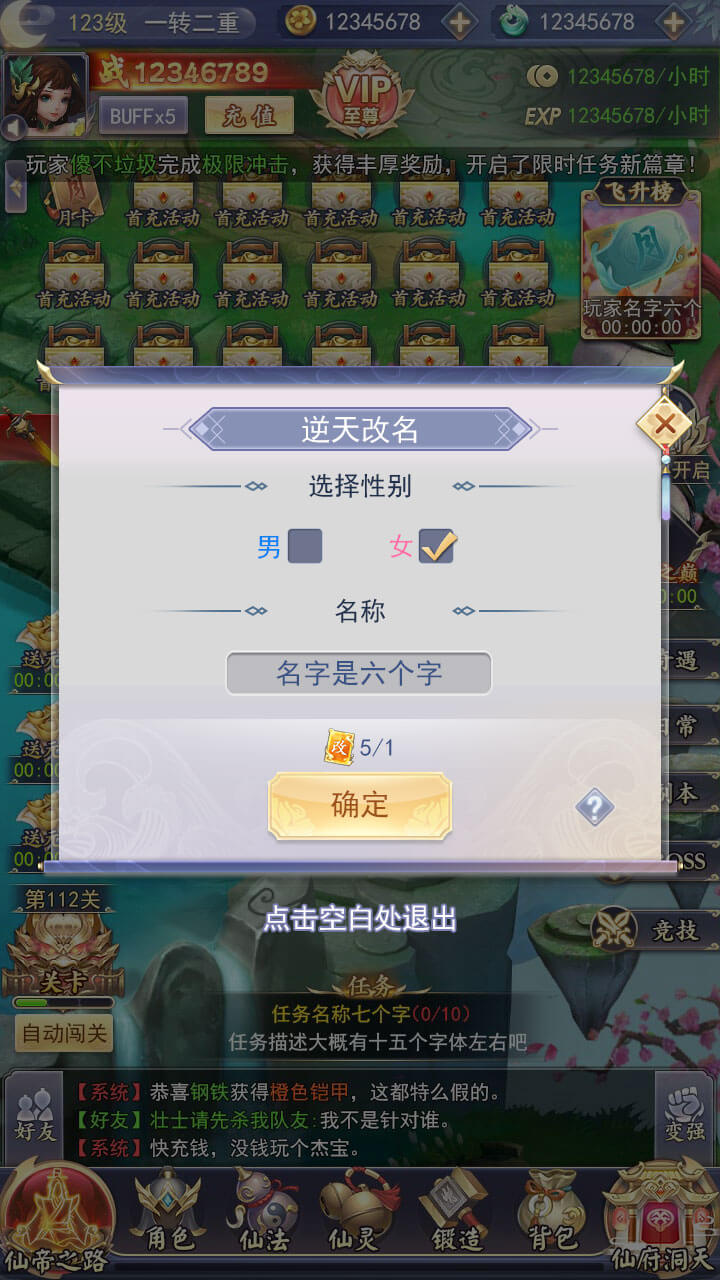 123级 一转二重
12345678
12345678
战12346789
BUFFx5
充值
VIP
至尊
12345678/小时
EXP 12345678/小时
玩家傻不垃圾完成极限冲击，获得丰厚奖励，开启了限时任务新篇章！
月卡 首充活动 首充活动 首充活动 首充活动 首充活动
飞升榜
首充活动 首充活动 首充活动 首充活动 首充活动 首充活动
玩家名字六个
00:00:00
逆天改名
开启
选择性别
男 女
之巅
名称
名字是六个字
改 5/1
确定
点击空白处退出
第112关
关卡
自动闯关
竞技
任务
任务名称七个字(0/10)
任务描述大概有十五个字体左右吧
好友
变强
【系统】恭喜钢铁获得橙色铠甲，这都特么假的。
【好友】壮士请先杀我队友:我不是针对谁。
【系统】快充钱，没钱玩个杰宝。
仙帝之路 角色 仙法 仙灵 锻造 背包 仙府洞天